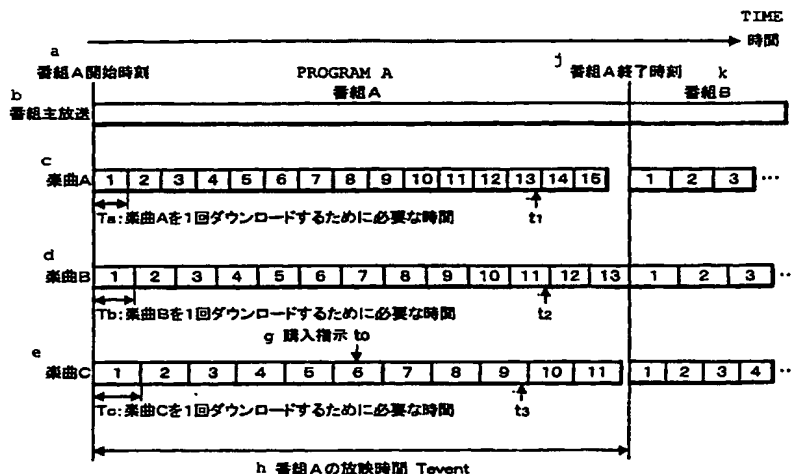 TIME
時間
a
番組A開始時刻
PROGRAM A
番組A
j
番組A終了時刻
k
番組B
b
番組主放送
c
楽曲A
1 2 3 4 5 6 7 8 9 10 11 12 13 14 15
1 2 3 ...
Ta:楽曲Aを1回ダウンロードするために必要な時間
t1
d
楽曲B
1 2 3 4 5 6 7 8 9 10 11 12 13
1 2 3 ..
Tb:楽曲Bを1回ダウンロードするために必要な時間
t2
g 購入指示 to
e
楽曲C
1 2 3 4 5 6 7 8 9 10 11
1 2 3 4 ..
Tc:楽曲Cを1回ダウンロードするために必要な時間
t3
h 番組Aの放映時間 Tevent